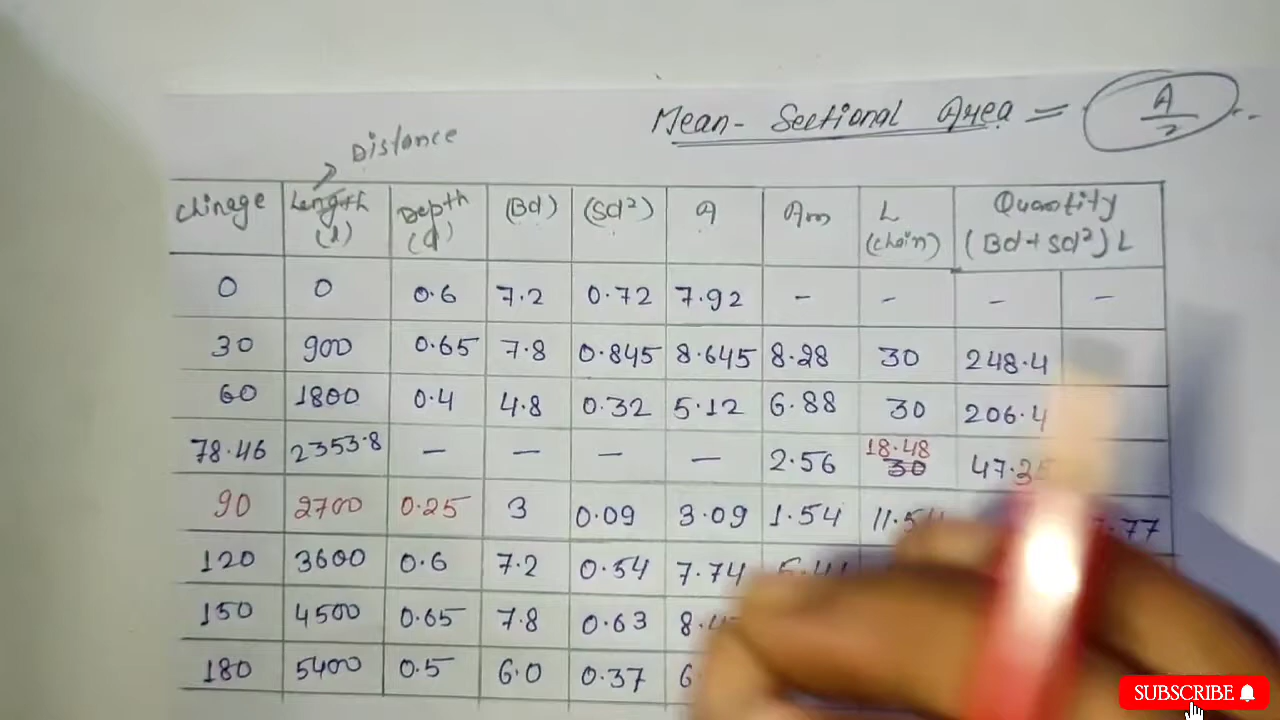 Mean- Sectional Area = A/2
Distance
Chinage Length (l) Depth (d) (Bd) (Sd²) A Am L (chain) Quantity (Bd+Sd²) L
0 0 0.6 7.2 0.72 7.92 - - - -
30 900 0.65 7.8 0.845 8.645 8.28 30 248.4
60 1800 0.4 4.8 0.32 5.12 6.88 30 206.4
78.46 2353.8 - - - - 2.56 18.48 30
90 2700 0.25 3 0.09 3.09 1.54
120 3600 0.6 7.2 0.54 7.74
150 4500 0.65 7.8 0.63
180 5400 0.5 6.0 0.37
SUBSCRIBE